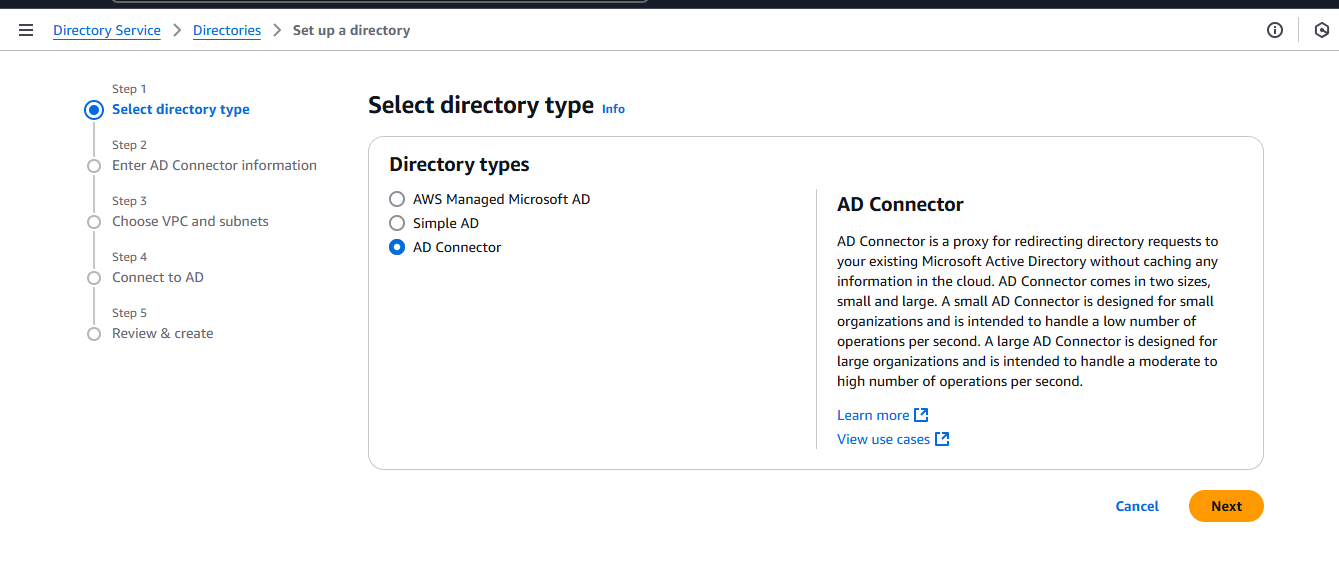 Directory Service > Directories > Set up a directory
Step 1
Select directory type
Step 2
Enter AD Connector information
Step 3
Choose VPC and subnets
Step 4
Connect to AD
Step 5
Review & create
Select directory type Info
Directory types
AWS Managed Microsoft AD
Simple AD
AD Connector
AD Connector
AD Connector is a proxy for redirecting directory requests to
your existing Microsoft Active Directory without caching any
information in the cloud. AD Connector comes in two sizes,
small and large. A small AD Connector is designed for small
organizations and is intended to handle a low number of
operations per second. A large AD Connector is designed for
large organizations and is intended to handle a moderate to
high number of operations per second.
Learn more
View use cases
Cancel
Next